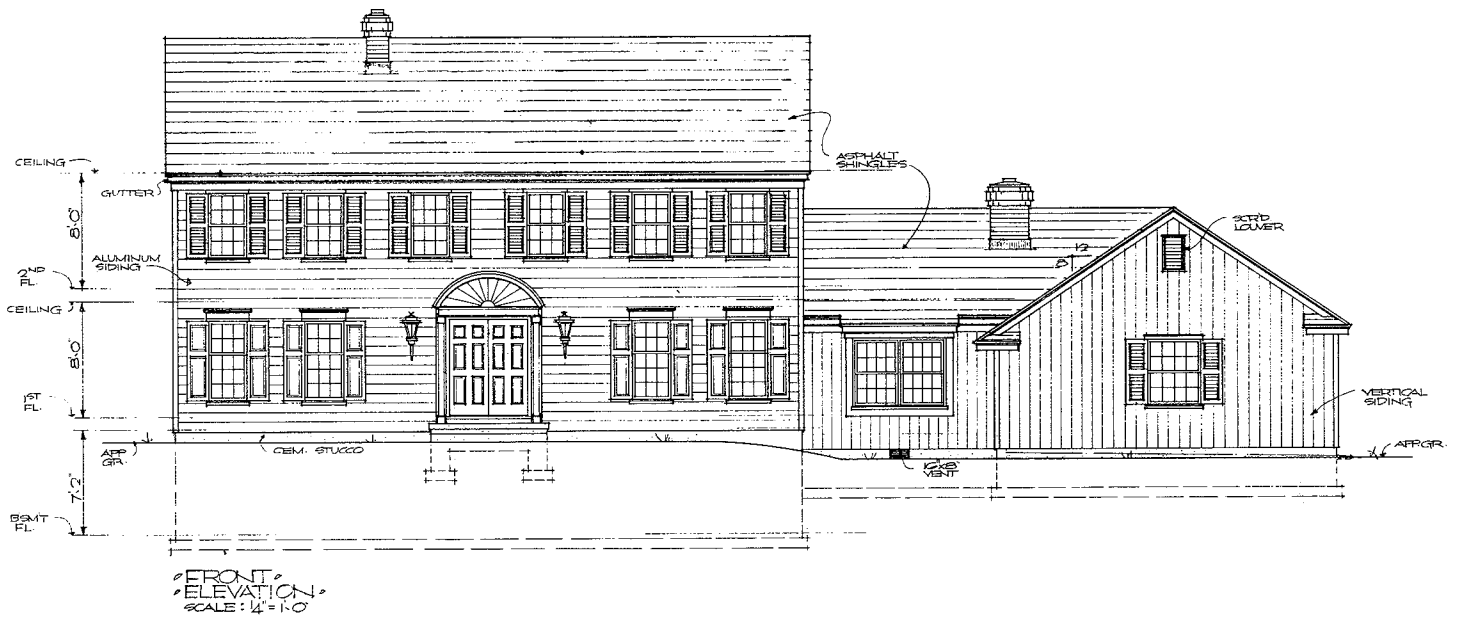 CEILING
GUTTER
8'-0"
ALUMINUM
SIDING
2ND
FL.
CEILING
8'-0"
1ST
FL.
APP.
GR.
CEM. STUCCO
7'-2"
BSMT
FL.
ASPHALT
SHINGLES
12
8
SCR'D
LOUVER
VERTICAL
SIDING
APP. GR.
16"x8"
VENT
FRONT
ELEVATION
SCALE: 1/4" = 1'-0"